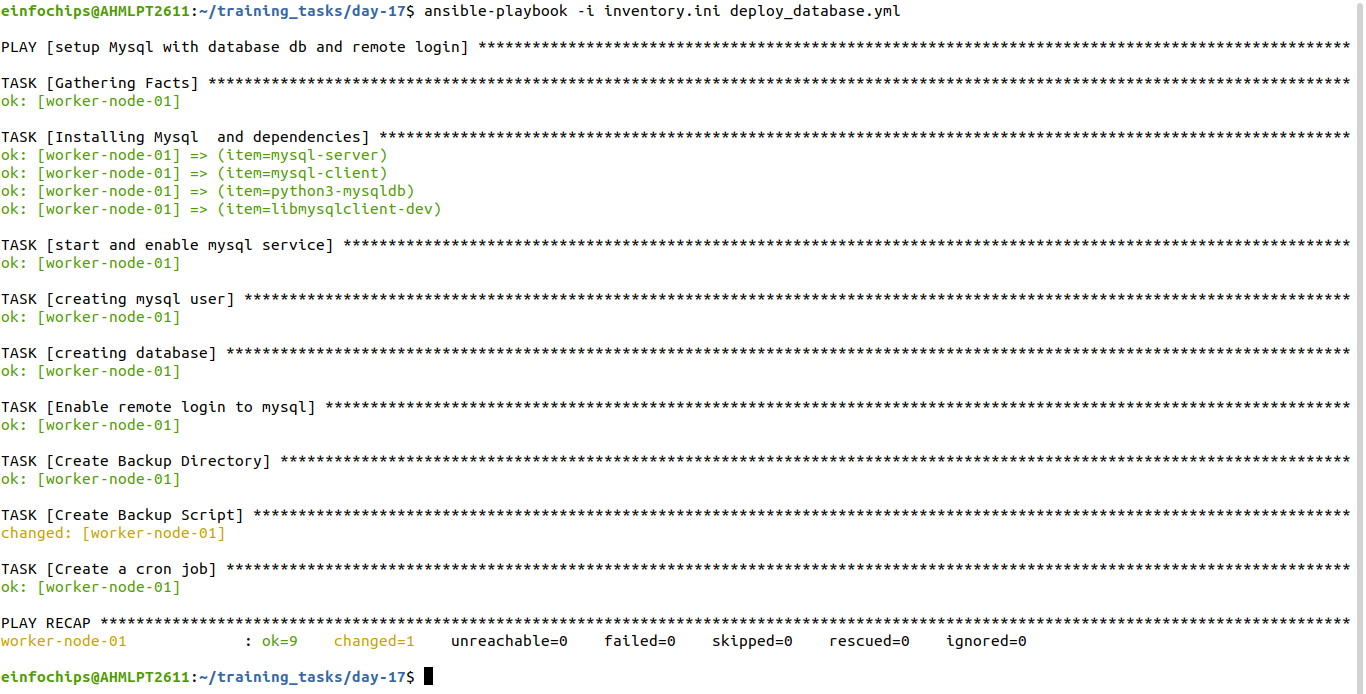 einfochips@AHMLPT2611:~/training_tasks/day-17$ ansible-playbook -i inventory.ini deploy_database.yml
PLAY [setup Mysql with database db and remote login] *************************************************************************************************
TASK [Gathering Facts] *******************************************************************************************************************************
ok: [worker-node-01]
TASK [Installing Mysql  and dependencies] ************************************************************************************************************
ok: [worker-node-01] => (item=mysql-server)
ok: [worker-node-01] => (item=mysql-client)
ok: [worker-node-01] => (item=python3-mysqldb)
ok: [worker-node-01] => (item=libmysqlclient-dev)
TASK [start and enable mysql service] ****************************************************************************************************************
ok: [worker-node-01]
TASK [creating mysql user] ***************************************************************************************************************************
ok: [worker-node-01]
TASK [creating database] *****************************************************************************************************************************
ok: [worker-node-01]
TASK [Enable remote login to mysql] ******************************************************************************************************************
ok: [worker-node-01]
TASK [Create Backup Directory] ***********************************************************************************************************************
ok: [worker-node-01]
TASK [Create Backup Script] **************************************************************************************************************************
changed: [worker-node-01]
TASK [Create a cron job] *****************************************************************************************************************************
ok: [worker-node-01]
PLAY RECAP *******************************************************************************************************************************************
worker-node-01             : ok=9    changed=1    unreachable=0    failed=0    skipped=0    rescued=0    ignored=0
einfochips@AHMLPT2611:~/training_tasks/day-17$